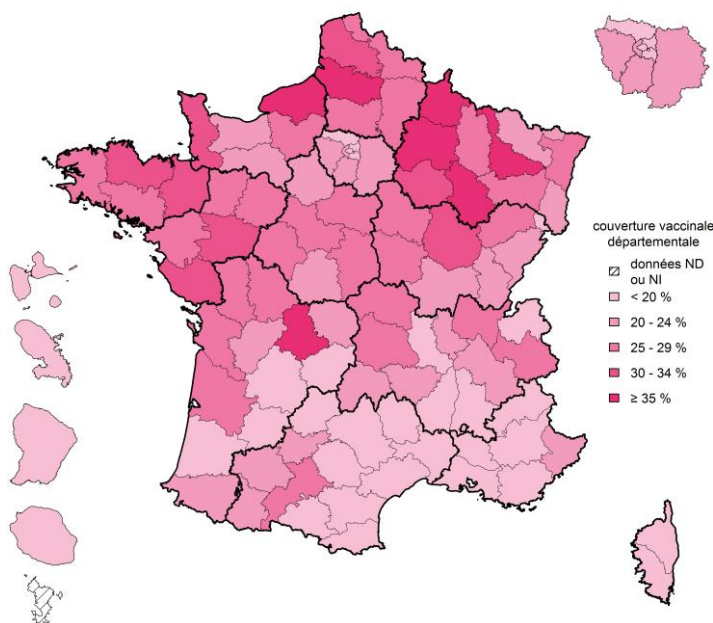 couverture vaccinale
départementale
données ND
ou NI
< 20 %
20 - 24 %
25 - 29 %
30 - 34 %
≥ 35 %